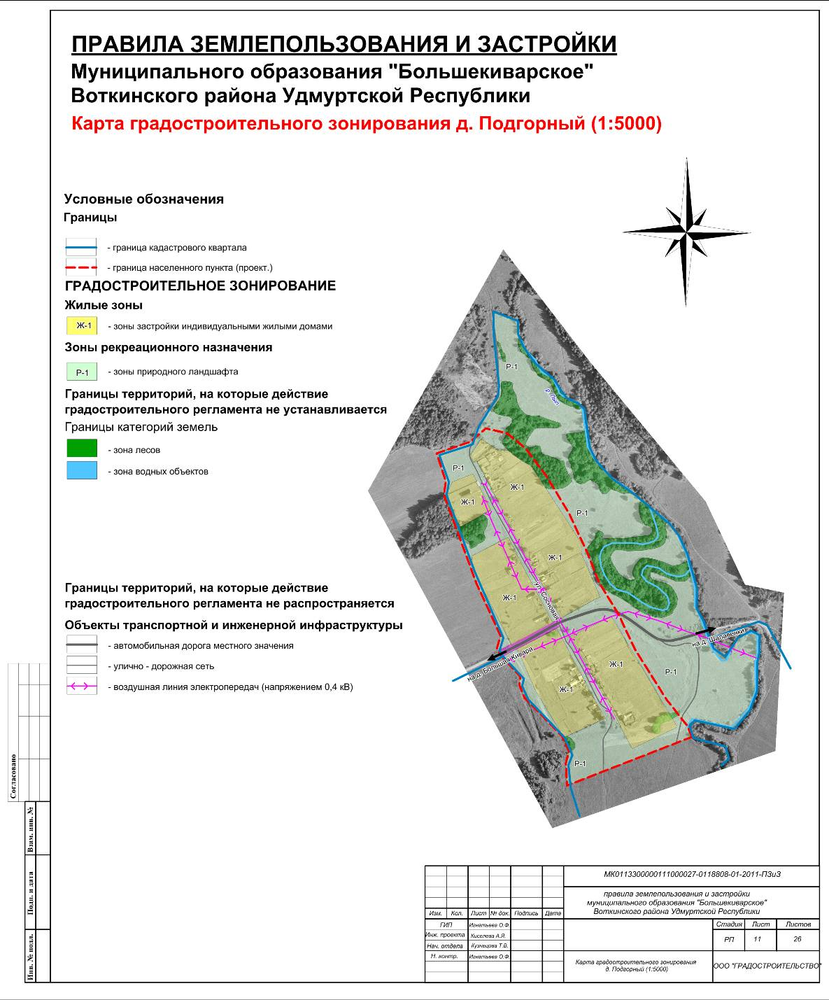 ПРАВИЛА ЗЕМЛЕПОЛЬЗОВАНИЯ И ЗАСТРОЙКИ
Муниципального образования "Большекиварское"
Воткинского района Удмуртской Республики
Карта градостроительного зонирования д. Подгорный (1:5000)
Условные обозначения
Границы
- граница кадастрового квартала
- граница населенного пункта (проект.)
ГРАДОСТРОИТЕЛЬНОЕ ЗОНИРОВАНИЕ
Жилые зоны
Ж-1 - зоны застройки индивидуальными жилыми домами
Зоны рекреационного назначения
Р-1 - зоны природного ландшафта
Границы территорий, на которые действие
градостроительного регламента не устанавливается
Границы категорий земель
- зона лесов
- зона водных объектов
Границы территорий, на которые действие
градостроительного регламента не распространяется
Объекты транспортной и инженерной инфраструктуры
- автомобильная дорога местного значения
- улично - дорожная сеть
- воздушная линия электропередач (напряжением 0,4 кВ)
Р-1
р. Лып
Р-1
Ж-1
Ж-1
Р-1
Ж-1
Ж-1
ул. Сосновая
на д. Шалавенки
на д. Большая Кивара
Ж-1
Р-1
Ж-1
Р-1
Согласовано
Взам. инв. №
Подп. и дата
Инв. № подл.
МК0113300000111000027-0118808-01-2011-ПЗиЗ
правила землепользования и застройки
муниципального образования "Большекиварское"
Воткинского района Удмуртской Республики
Изм. Кол. Лист № док. Подпись Дата
ГИП Игнатьева О.Ф.
Инж. проекта Киселева А.Я.
Нач. отдела Кузнецова Т.В.
Н. контр. Игнатьева О.Ф.
Стадия Лист Листов
РП 11 26
Карта градостроительного зонирования
д. Подгорный (1:5000)
ООО "ГРАДОСТРОИТЕЛЬСТВО"